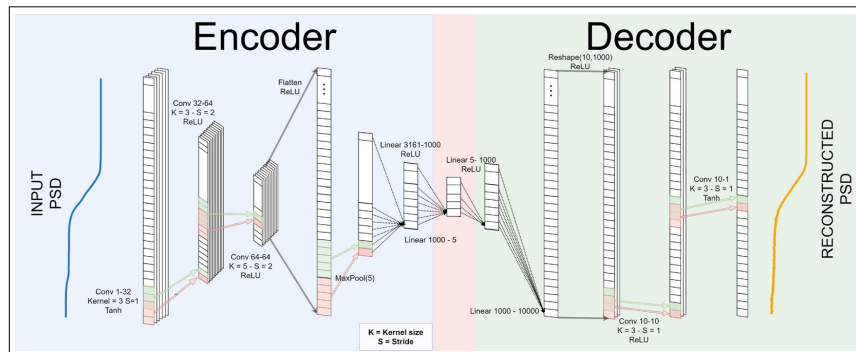 Encoder
Decoder
INPUT
PSD
Conv 1-32
Kernel = 3 S=1
Tanh
Conv 32-64
K = 3 - S = 2
ReLU
Conv 64-64
K = 5 - S = 2
ReLU
Flatten
ReLU
MaxPool(5)
Linear 3161-1000
ReLU
Linear 1000 - 5
K = Kernel size
S = Stride
Linear 5- 1000
ReLU
Linear 1000 - 10000
Reshape(10,1000)
ReLU
Conv 10-10
K = 3 - S = 1
ReLU
Conv 10-1
K = 3 - S = 1
Tanh
RECONSTRUCTED
PSD